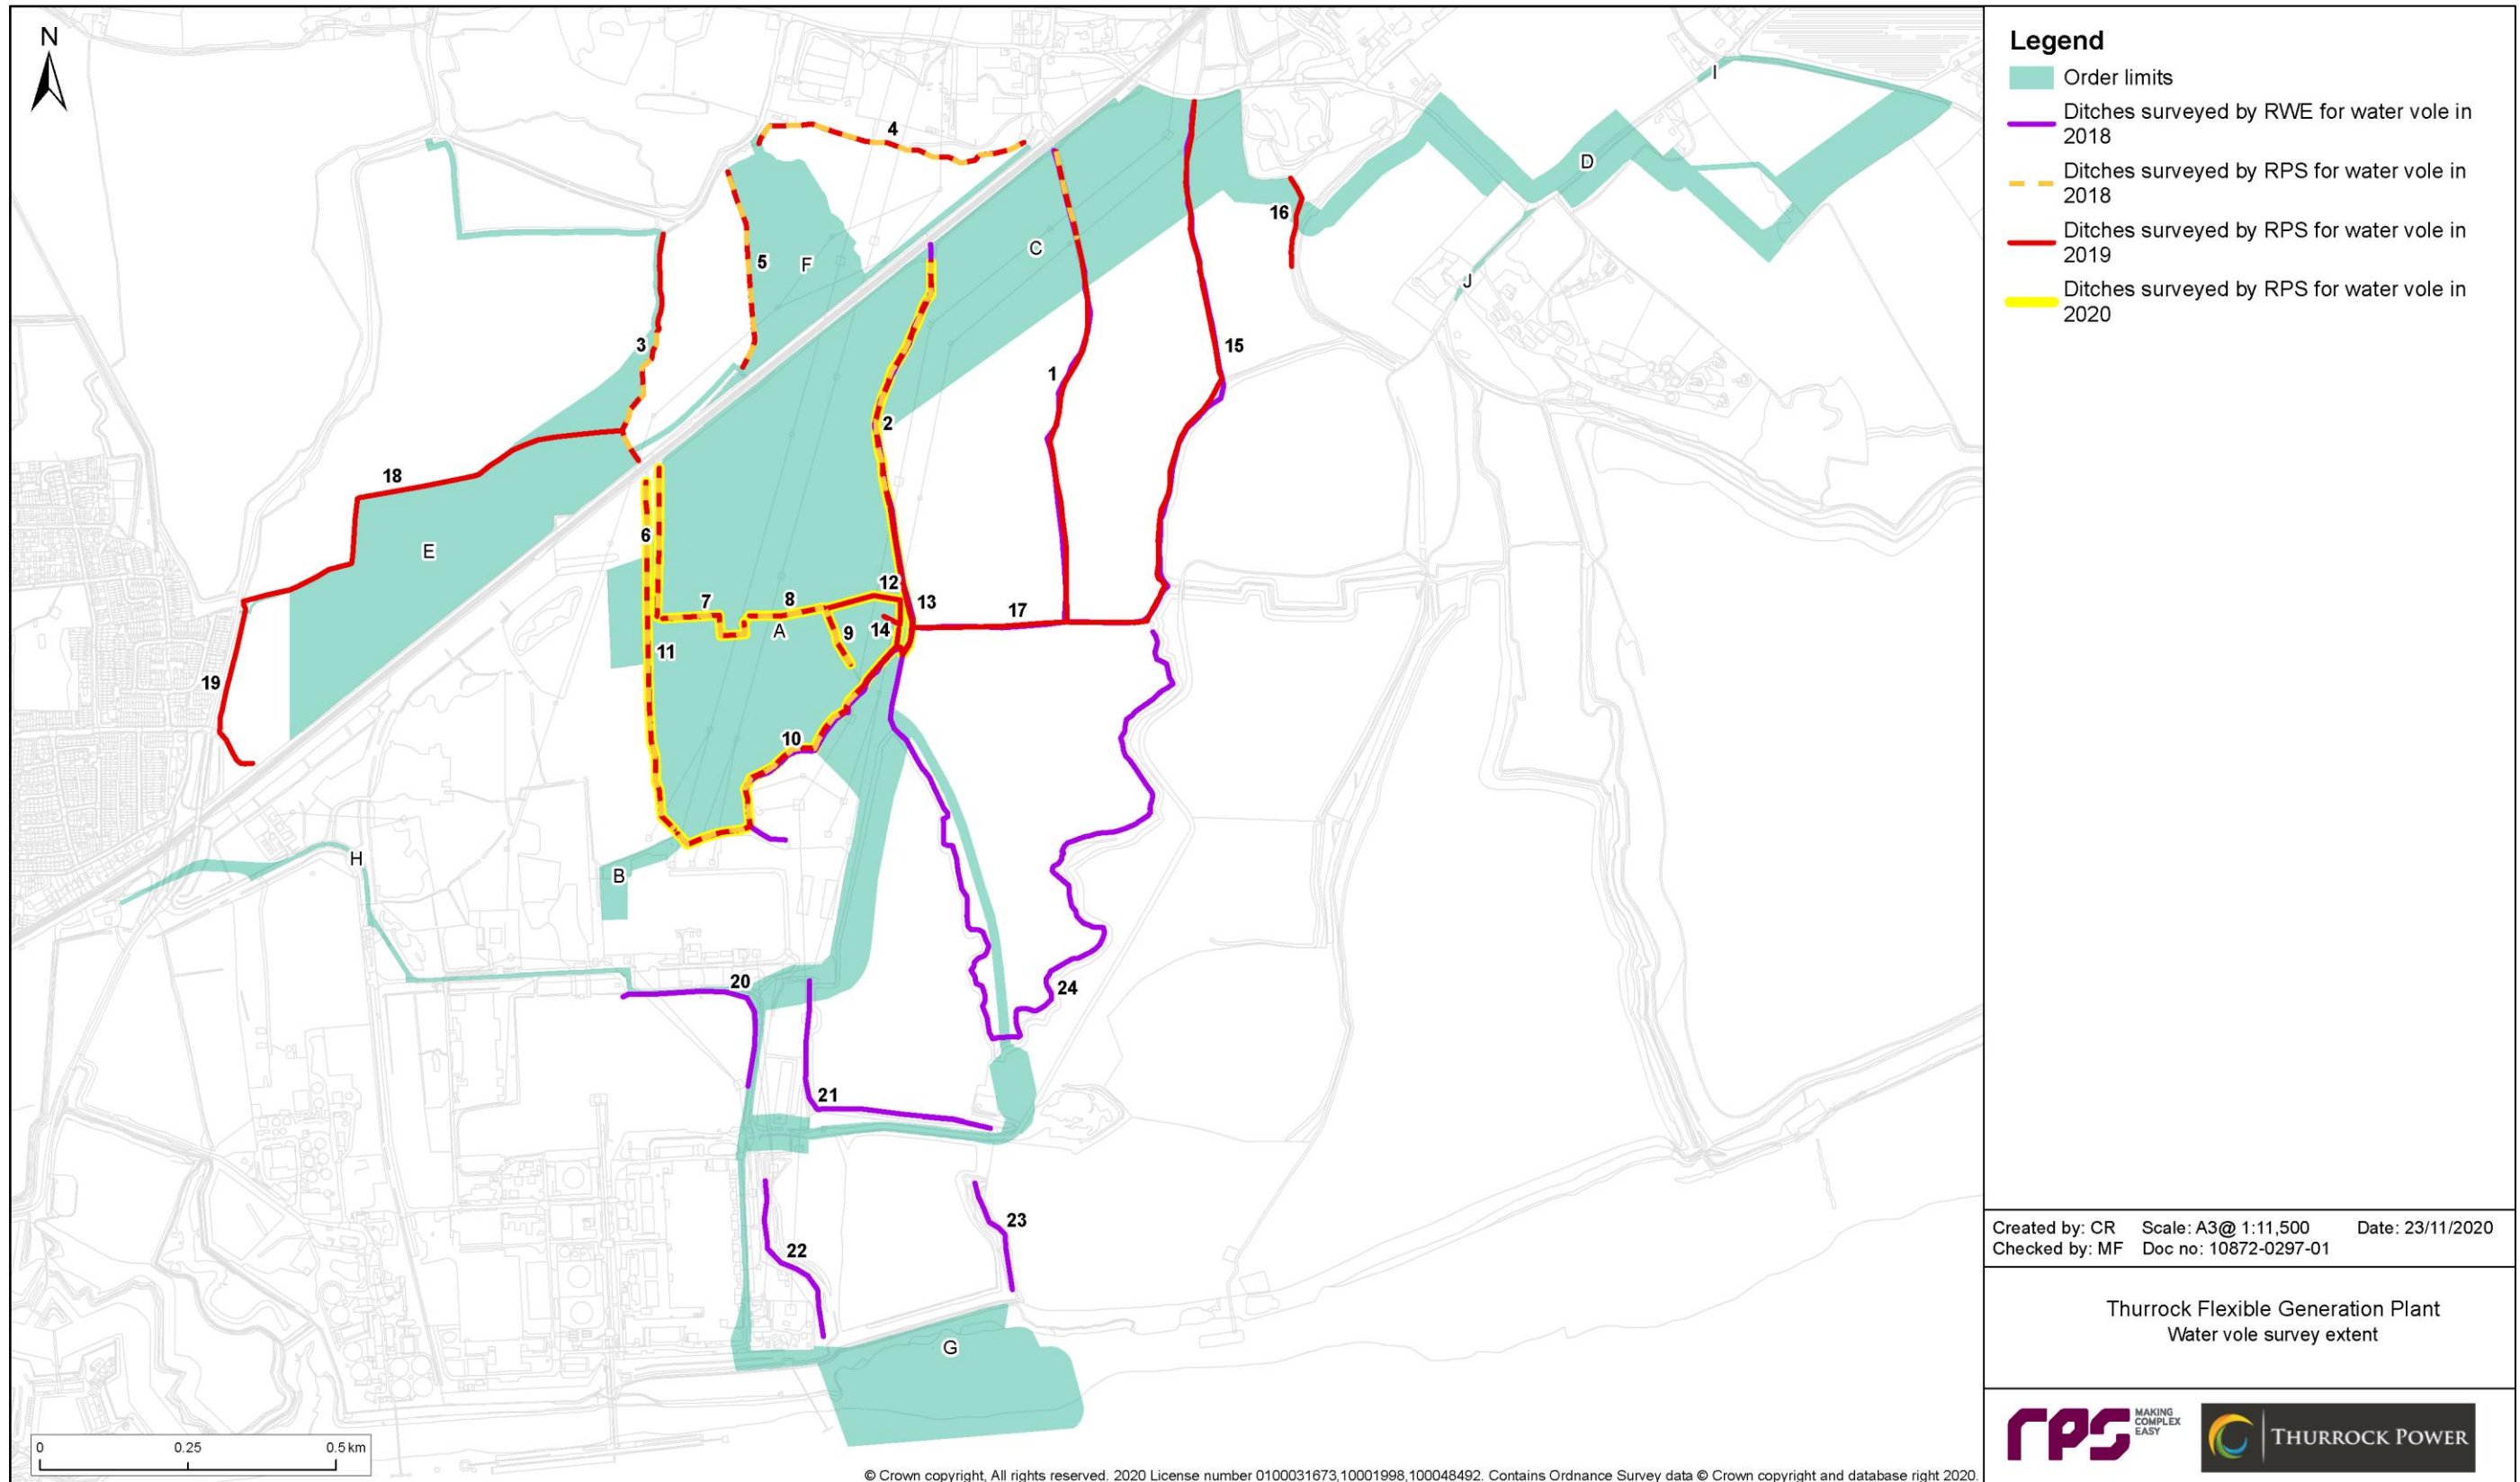 N
I
4
D
16
C
5
F
J
3
15
1
2
18
6
E
12
13
7
8
17
A
9
14
11
19
10
H
B
20
24
21
23
22
G
0
0.25
0.5 km
© Crown copyright, All rights reserved. 2020 License number 0100031673,10001998,100048492. Contains Ordnance Survey data © Crown copyright and database right 2020.
Legend
Order limits
Ditches surveyed by RWE for water vole in
2018
Ditches surveyed by RPS for water vole in
2018
Ditches surveyed by RPS for water vole in
2019
Ditches surveyed by RPS for water vole in
2020
Created by: CR Scale: A3@ 1:11,500 Date: 23/11/2020
Checked by: MF Doc no: 10872-0297-01
Thurrock Flexible Generation Plant
Water vole survey extent
rps
MAKING
COMPLEX
EASY
THURROCK POWER